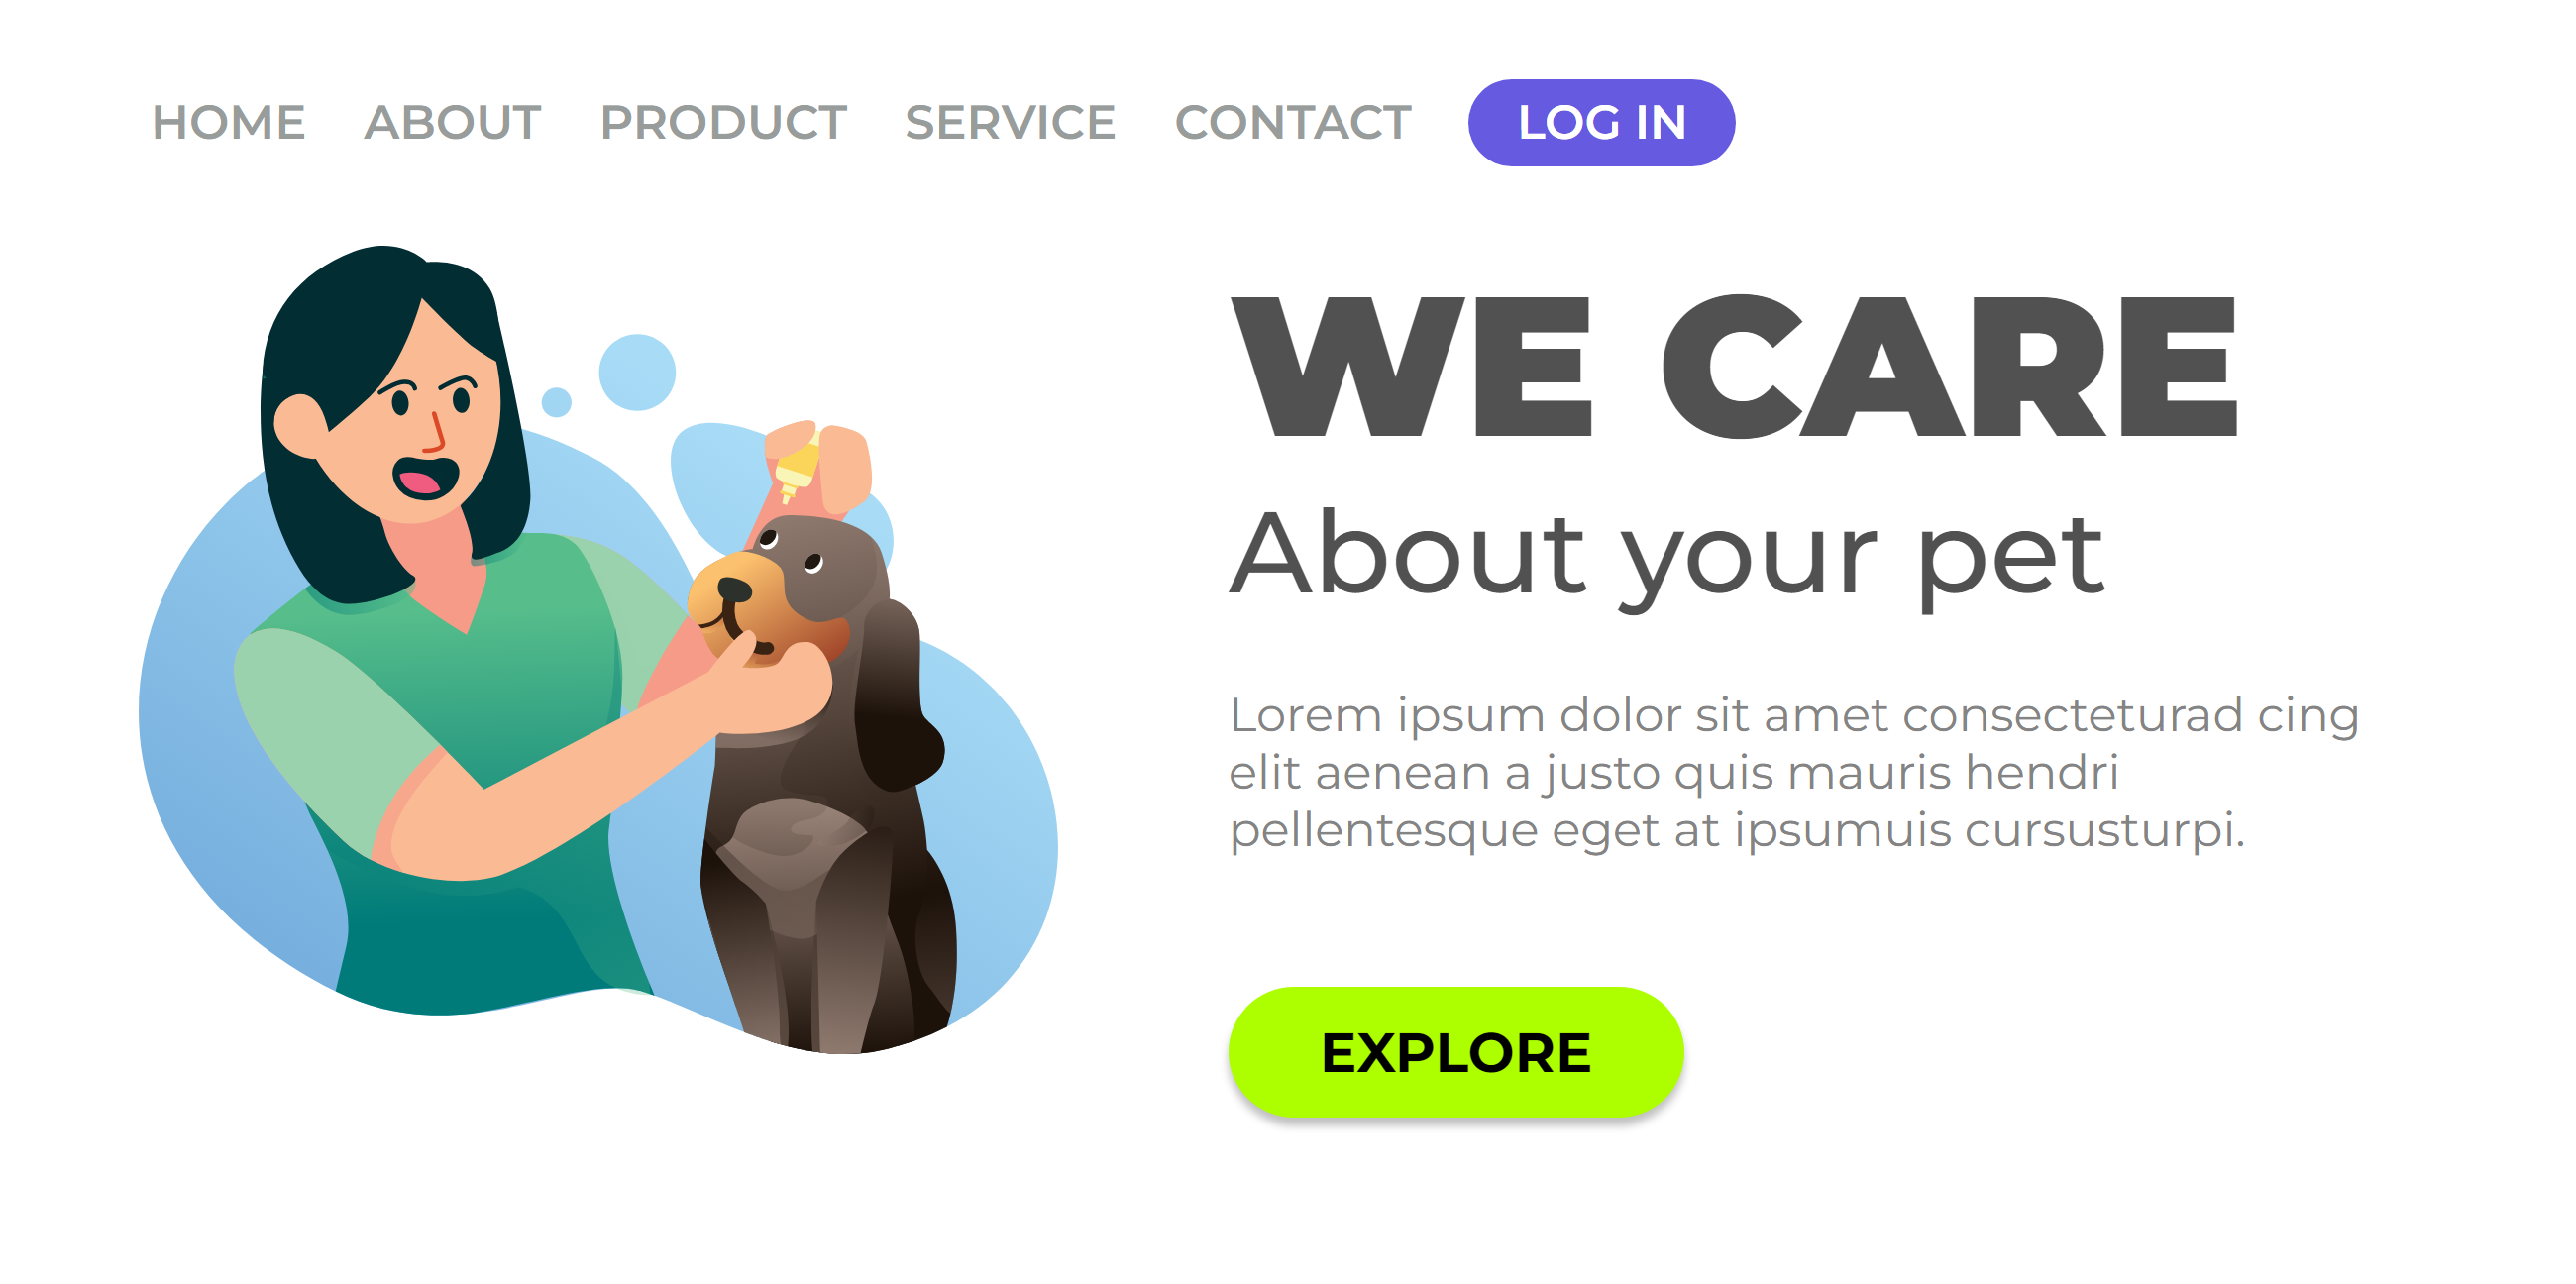 HOME ABOUT PRODUCT SERVICE CONTACT LOG IN
WE CARE
About your pet
Lorem ipsum dolor sit amet consecteturad cing
elit aenean a justo quis mauris hendri
pellentesque eget at ipsumuis cursusturpi.
EXPLORE